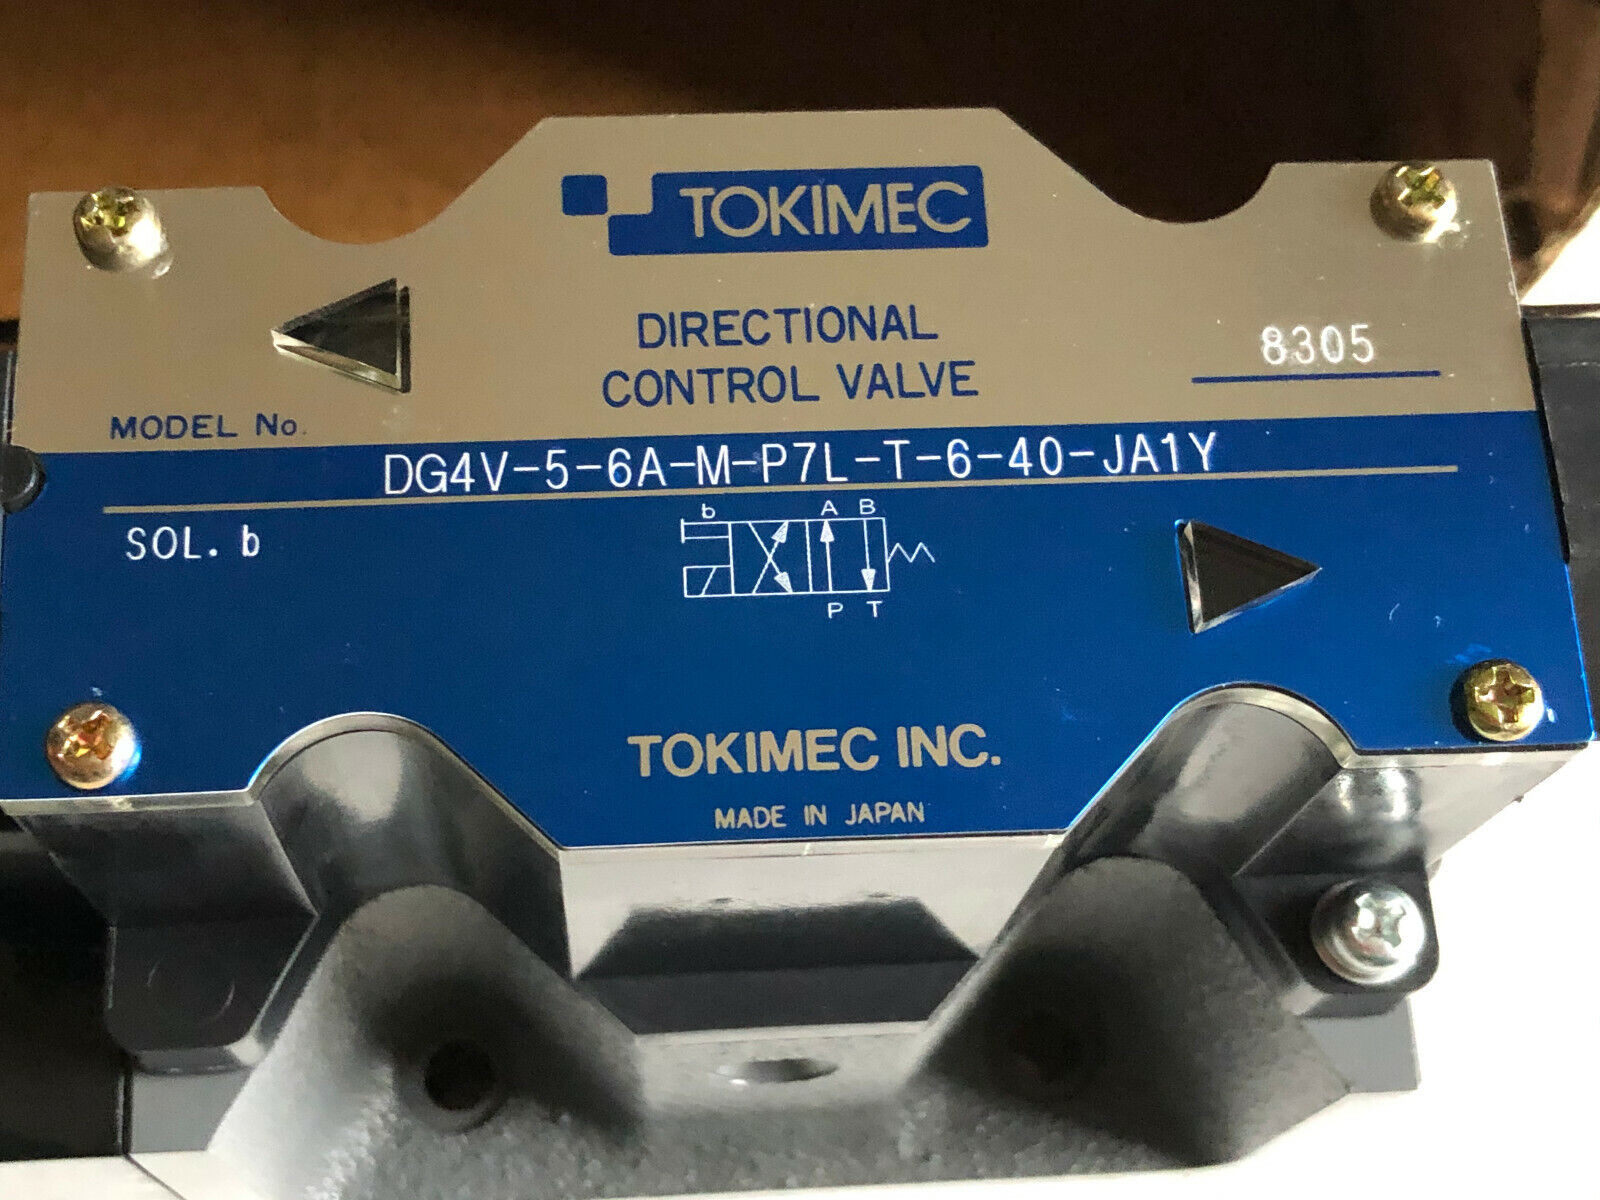 TOKIMEC
DIRECTIONAL
CONTROL VALVE
8305
MODEL No.
DG4V-5-6A-M-P7L-T-6-40-JA1Y
SOL. b
b A B
P T
TOKIMEC INC.
MADE IN JAPAN